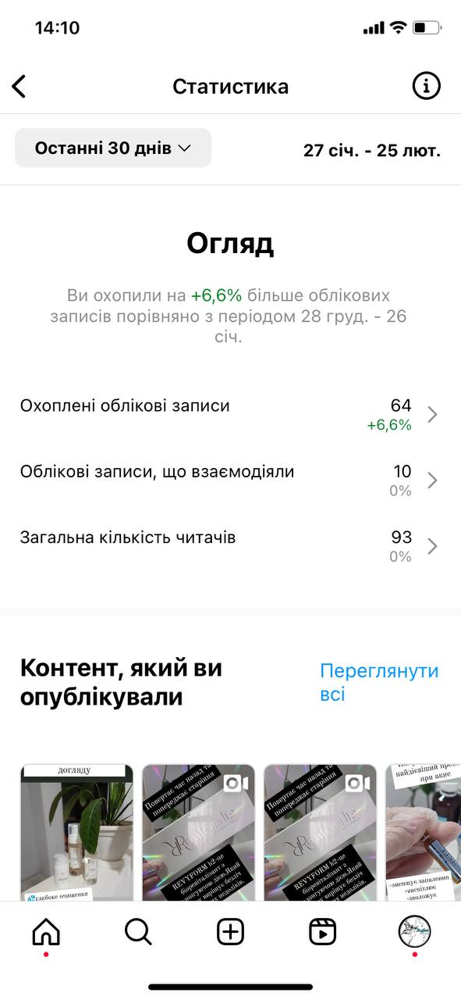 14:10
Статистика
Останні 30 днів
27 січ. - 25 лют.
Огляд
Ви охопили на +6,6% більше облікових
записів порівняно з періодом 28 груд. - 26
січ.
Охоплені облікові записи
64
+6,6%
Облікові записи, що взаємодіяли
10
0%
Загальна кількість читачів
93
0%
Контент, який ви
опублікували
Переглянути
всі
догляду
глибоке очищення
Повертає час назад та
попереджає старіння
REVYFORM h2-це
біоревіталізант з
Повертає час назад та
попереджає старіння
REVYFORM h2-це
біоревіталізант з
найдієвіший
при акне
-зменшує запалення
-висвітлює
-зволожує